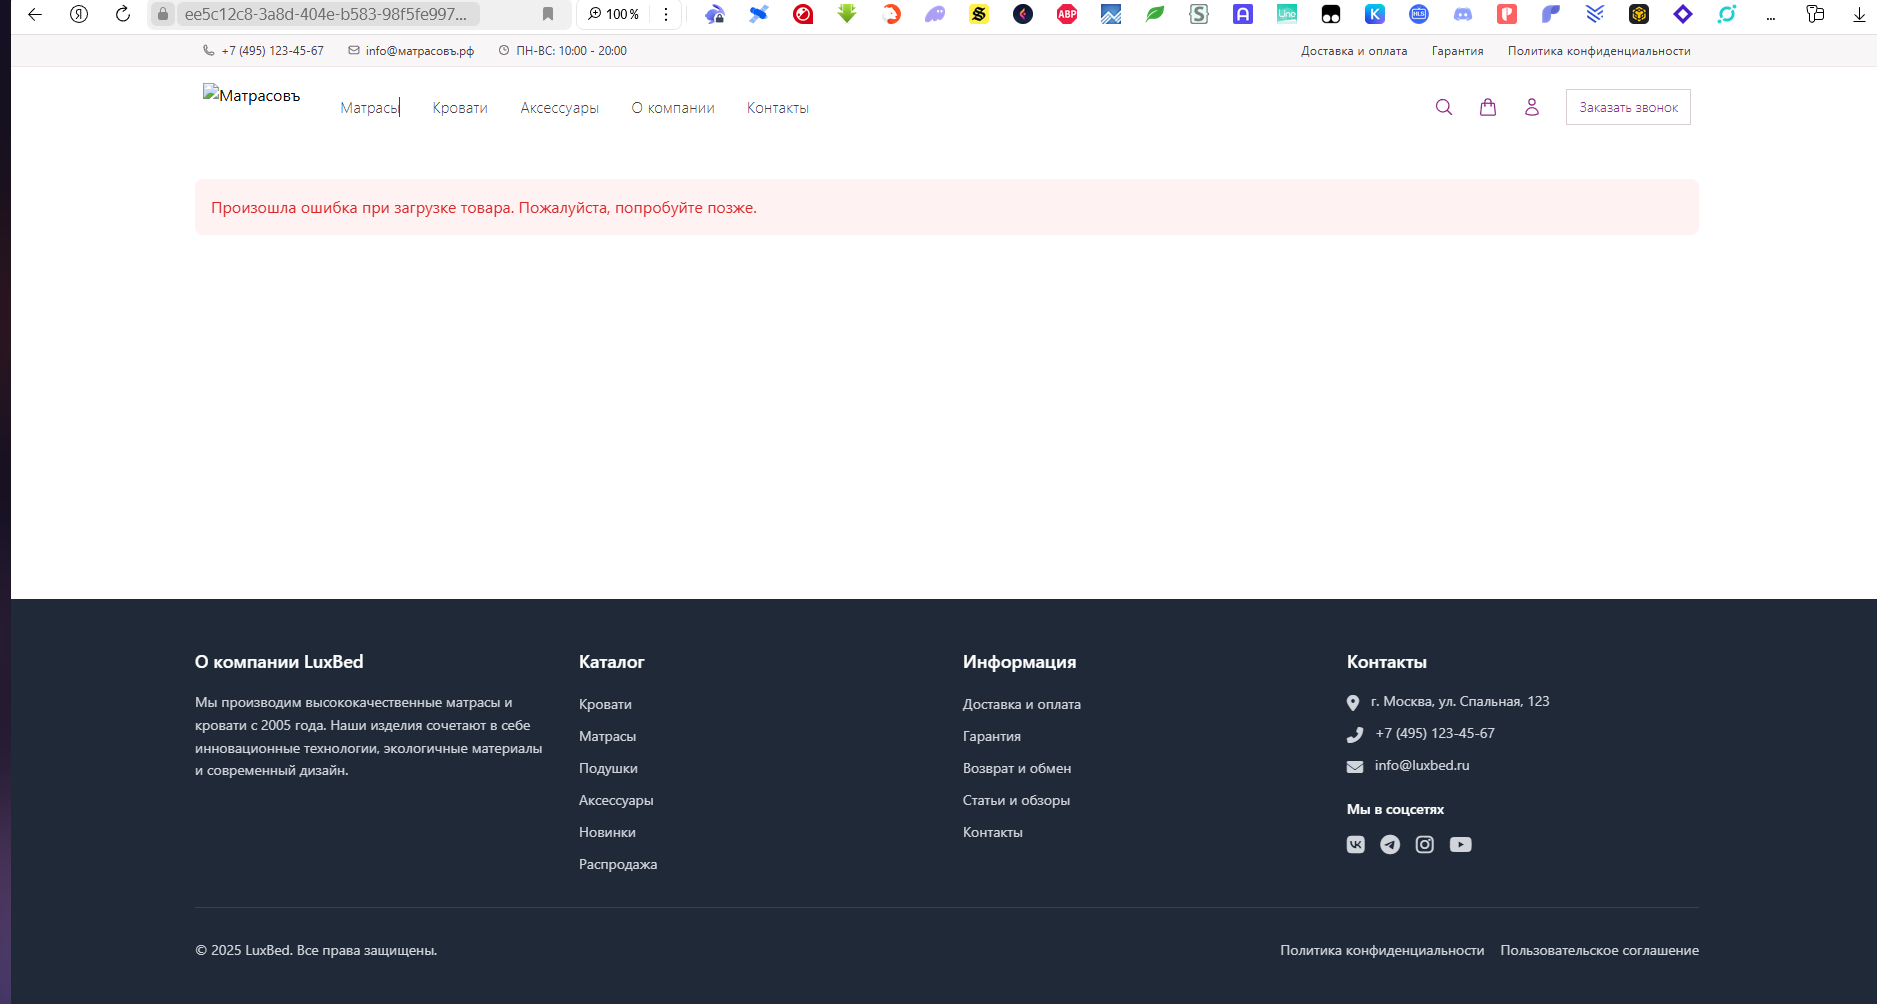 ee5c12c8-3a8d-404e-b583-98f5fe997...
100 %
+7 (495) 123-45-67
info@матрасовъ.рф
ПН-ВС: 10:00 - 20:00
Доставка и оплата
Гарантия
Политика конфиденциальности
Матрасовъ
Матрасы
Кровати
Аксессуары
О компании
Контакты
Заказать звонок
Произошла ошибка при загрузке товара. Пожалуйста, попробуйте позже.
О компании LuxBed
Мы производим высококачественные матрасы и
кровати с 2005 года. Наши изделия сочетают в себе
инновационные технологии, экологичные материалы
и современный дизайн.
Каталог
Кровати
Матрасы
Подушки
Аксессуары
Новинки
Распродажа
Информация
Доставка и оплата
Гарантия
Возврат и обмен
Статьи и обзоры
Контакты
Контакты
г. Москва, ул. Спальная, 123
+7 (495) 123-45-67
info@luxbed.ru
Мы в соцсетях
© 2025 LuxBed. Все права защищены.
Политика конфиденциальности
Пользовательское соглашение